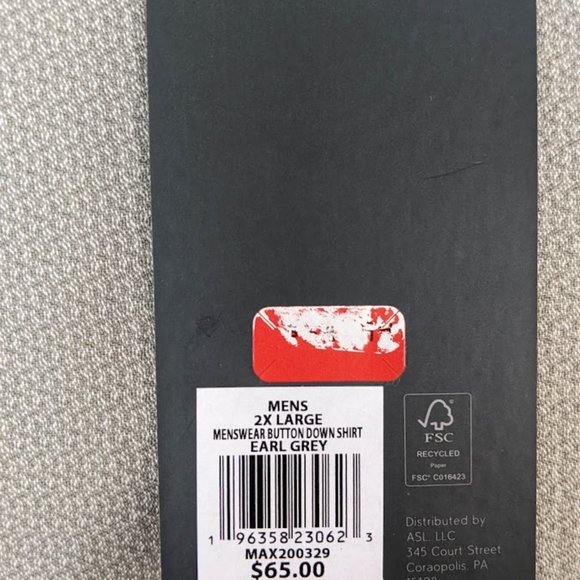 MENS
2X LARGE
MENSWEAR BUTTON DOWN SHIRT
EARL GREY
1 96358 23062 3
MAX200329
$65.00
FSC
RECYCLED
Paper
FSC® C016423
Distributed by
ASL, LLC
345 Court Street
Coraopolis, PA